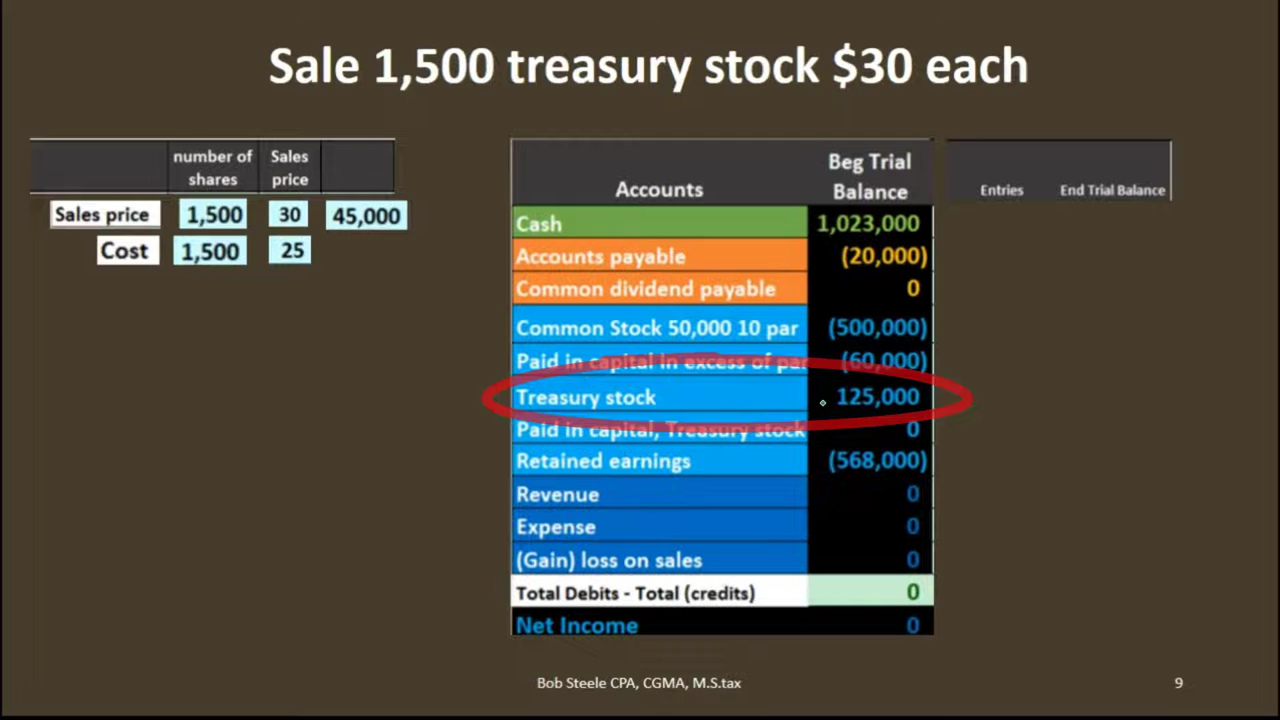 Sale 1,500 treasury stock $30 each
number of shares Sales price
Sales price 1,500 30 45,000
Cost 1,500 25
Accounts Beg Trial Balance
Cash 1,023,000
Accounts payable (20,000)
Common dividend payable 0
Common Stock 50,000 10 par (500,000)
Paid in capital in excess of par (60,000)
Treasury stock 125,000
Paid in capital, Treasury stock 0
Retained earnings (568,000)
Revenue 0
Expense 0
(Gain) loss on sales 0
Total Debits - Total (credits) 0
Net Income 0
Entries End Trial Balance
Bob Steele CPA, CGMA, M.S.tax
9